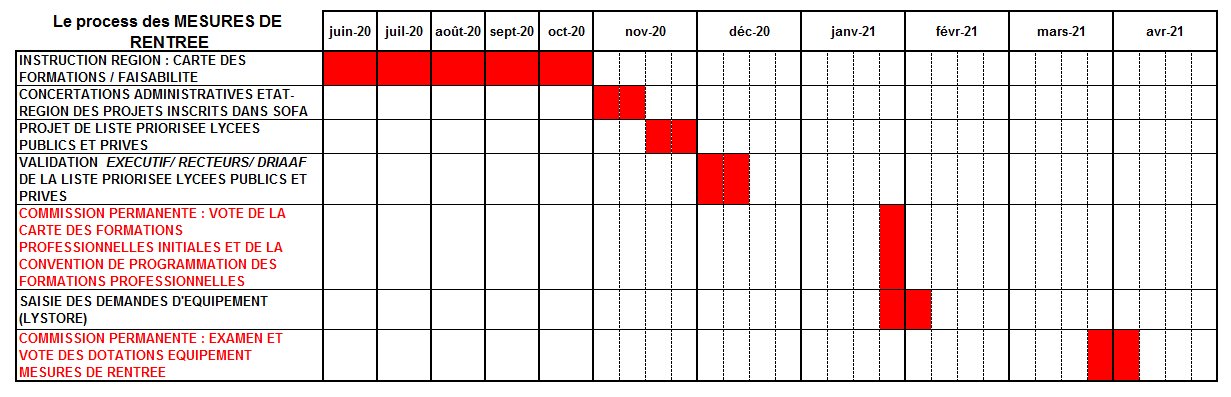 Le process des MESURES DE
RENTREE
juin-20 juil-20 août-20 sept-20 oct-20 nov-20 déc-20 janv-21 févr-21 mars-21 avr-21
INSTRUCTION REGION : CARTE DES
FORMATIONS / FAISABILITE
CONCERTATIONS ADMINISTRATIVES ETAT-
REGION DES PROJETS INSCRITS DANS SOFA
PROJET DE LISTE PRIORISEE LYCEES
PUBLICS ET PRIVES
VALIDATION EXECUTIF/ RECTEURS/ DRIAAF
DE LA LISTE PRIORISEE LYCEES PUBLICS ET
PRIVES
COMMISSION PERMANENTE : VOTE DE LA
CARTE DES FORMATIONS
PROFESSIONNELLES INITIALES ET DE LA
CONVENTION DE PROGRAMMATION DES
FORMATIONS PROFESSIONNELLES
SAISIE DES DEMANDES D'EQUIPEMENT
(LYSTORE)
COMMISSION PERMANENTE : EXAMEN ET
VOTE DES DOTATIONS EQUIPEMENT
MESURES DE RENTREE